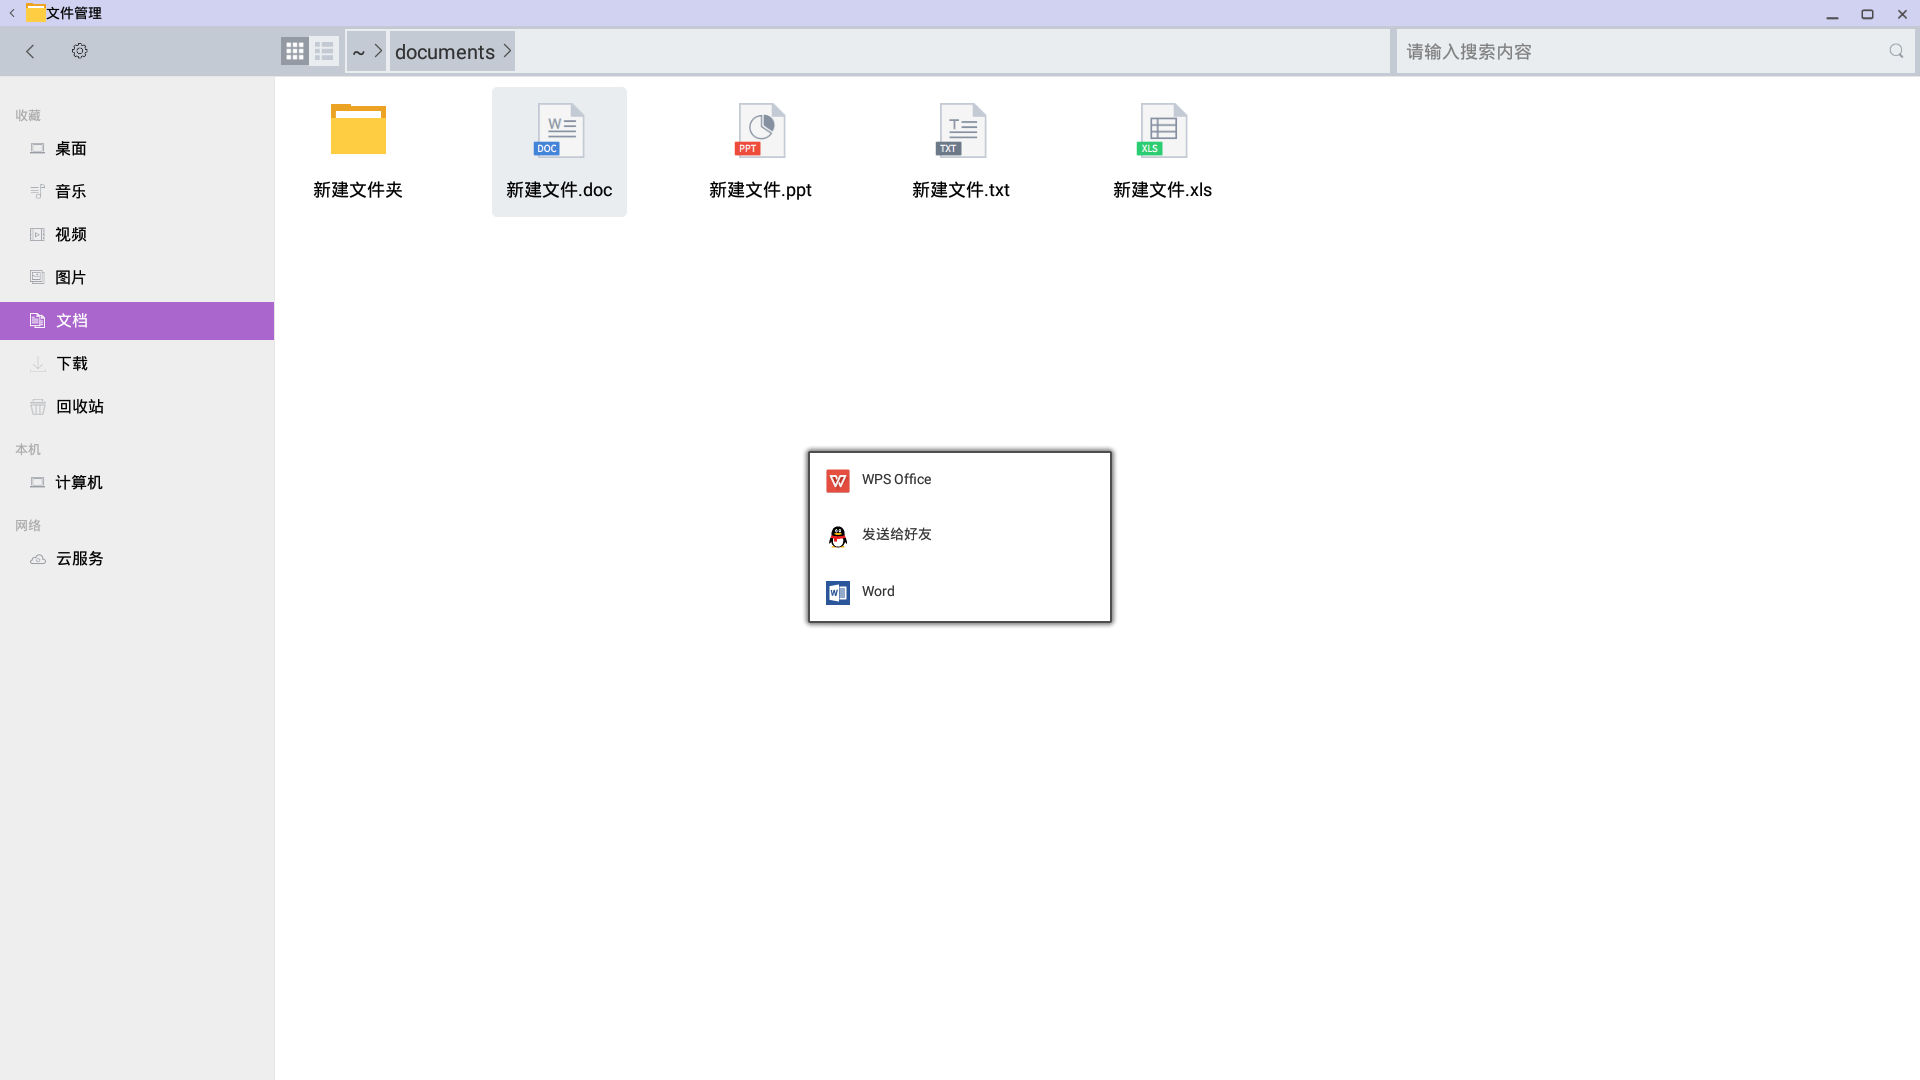 文件管理
~
documents
请输入搜索内容
收藏
桌面
音乐
视频
图片
文档
下载
回收站
本机
计算机
网络
云服务
新建文件夹
W
DOC
新建文件.doc
PPT
新建文件.ppt
T
TXT
新建文件.txt
XLS
新建文件.xls
WPS Office
发送给好友
W
Word